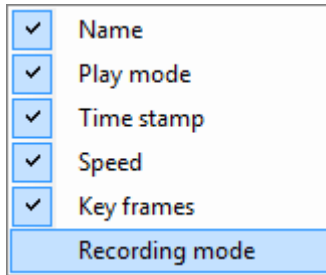 Name
Play mode
Time stamp
Speed
Key frames
Recording mode